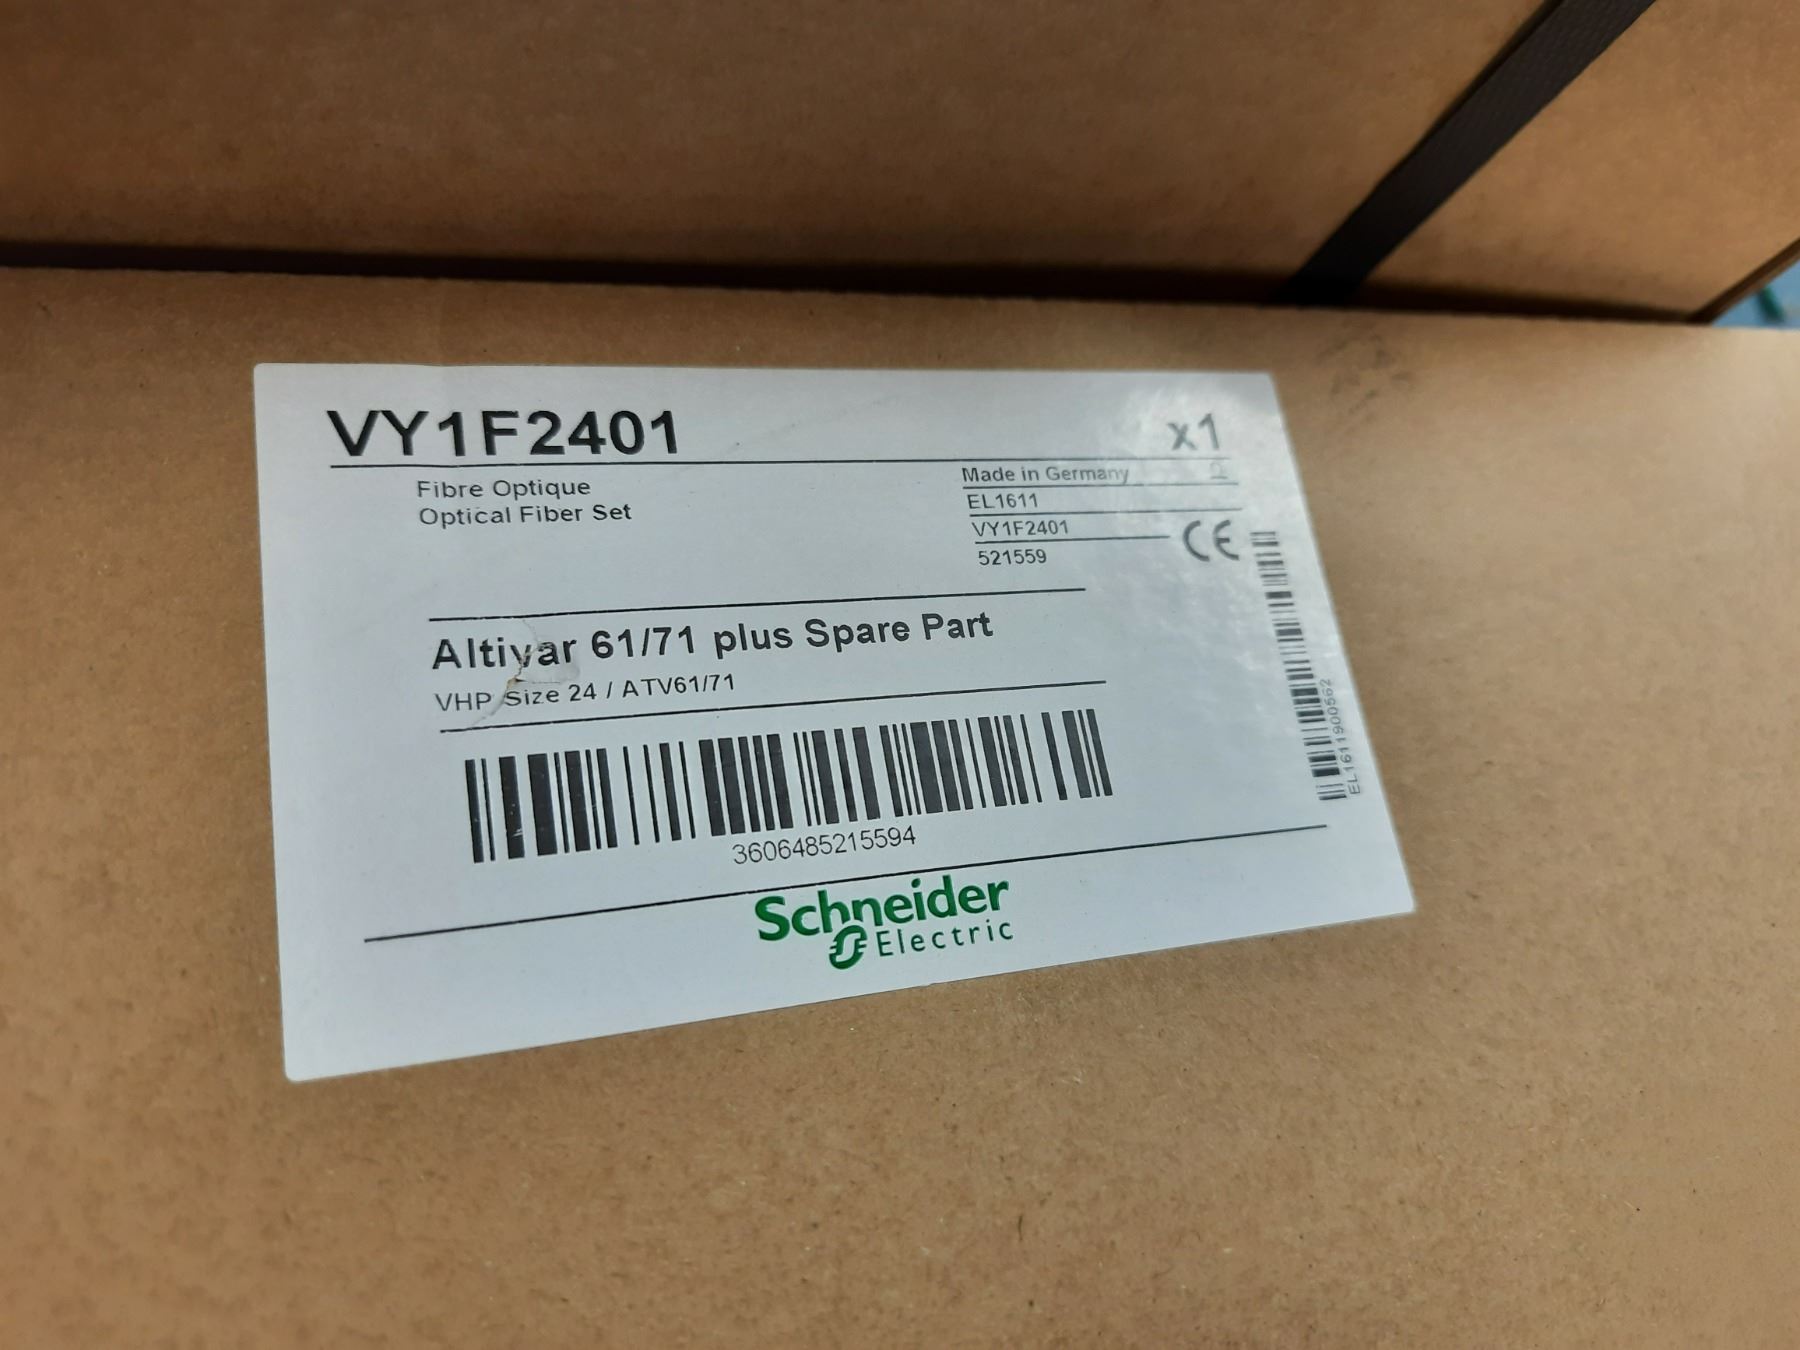 VY1F2401
x1
Fibre Optique
Optical Fiber Set
Made in Germany
EL1611
VY1F2401
521559
CE
Altivar 61/71 plus Spare Part
VHP Size 24 / ATV61/71
3606485215594
EL1611900562
Schneider
Electric